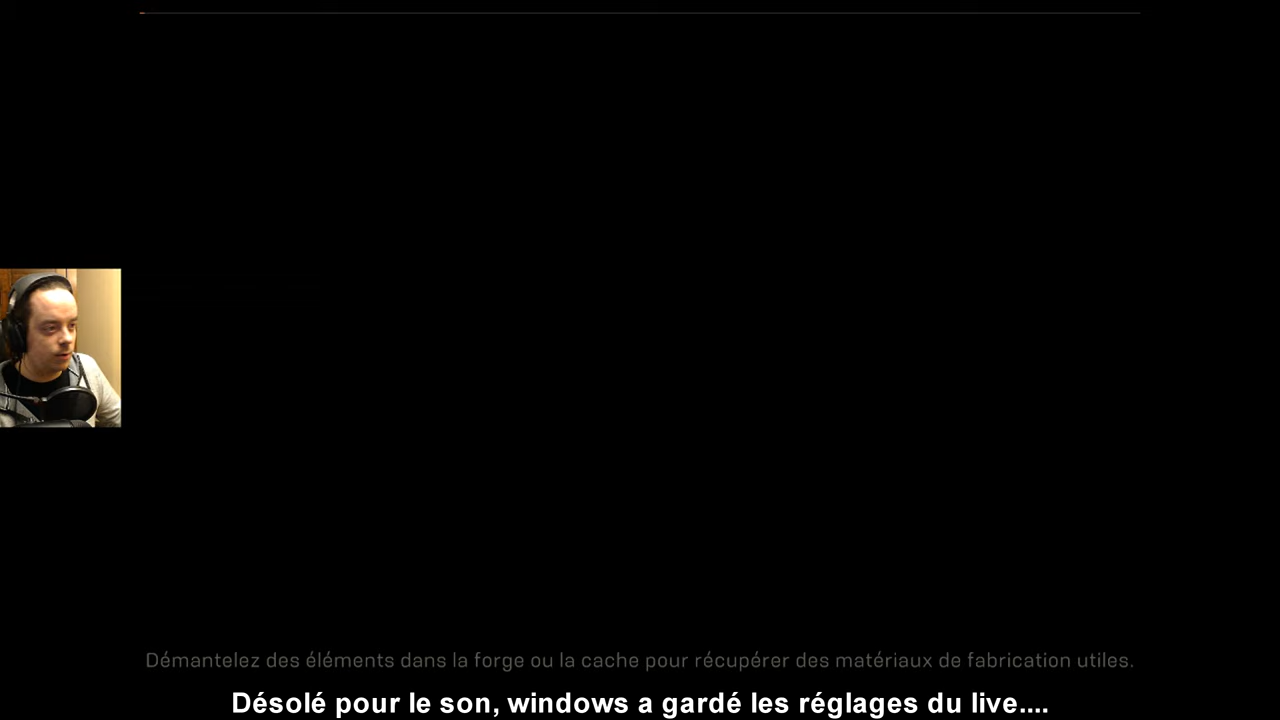 Démantelez des éléments dans la forge ou la cache pour récupérer des matériaux de fabrication utiles.
Désolé pour le son, windows a gardé les réglages du live....